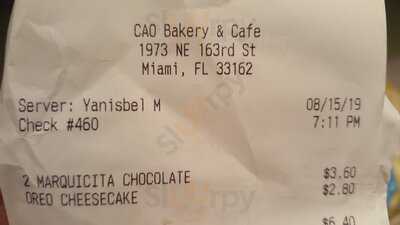 CAO Bakery & Cafe
1973 NE 163rd St
Miami, FL 33162
Server: Yanisbel M 08/15/19
Check #460 7:11 PM
2 MARQUICITA CHOCOLATE $3.60
OREO CHEESECAKE $2.80
$6.40